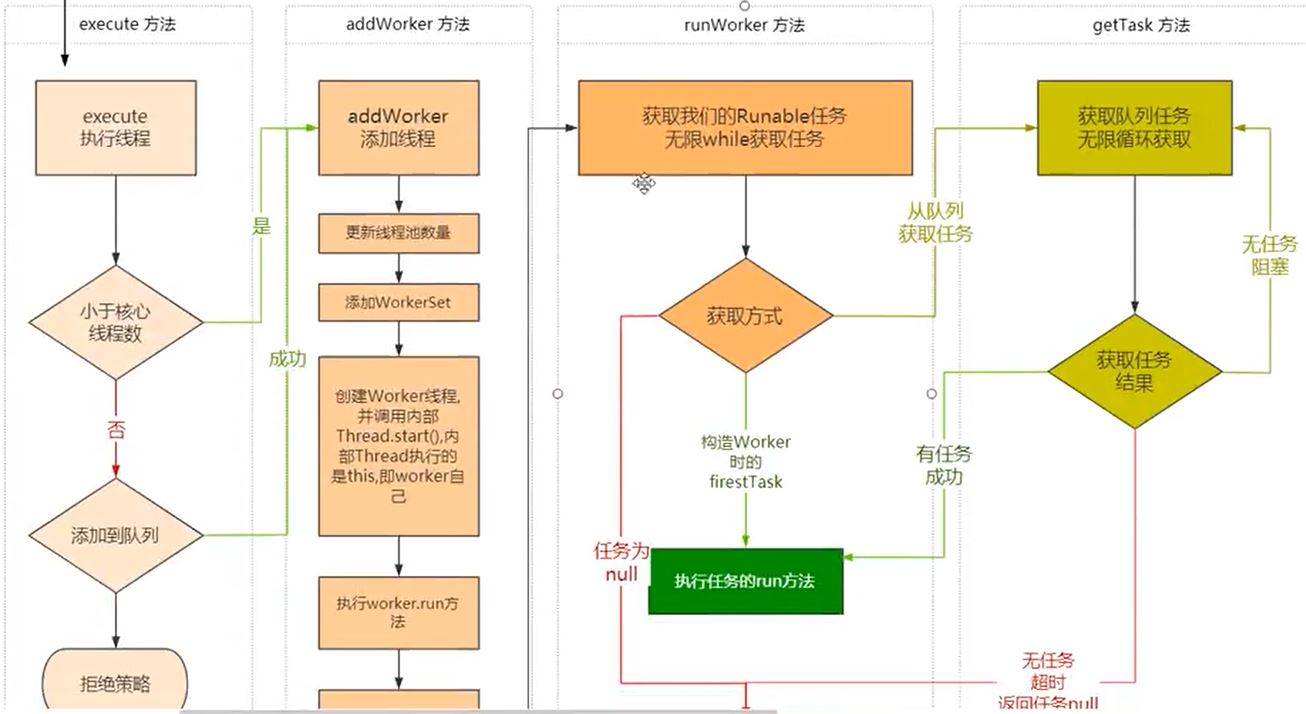 execute 方法
execute
执行线程
是
小于核心
线程数
否
成功
添加到队列
拒绝策略
addWorker 方法
addWorker
添加线程
更新线程池数量
添加WorkerSet
创建Worker线程,
并调用内部
Thread.start(),内
部Thread执行的
是this,即worker自
己
执行worker.run方
法
runWorker 方法
获取我们的Runable任务
无限while获取任务
获取方式
从队列
获取任务
构造Worker
时的
firestTask
任务为
null
执行任务的run方法
getTask 方法
获取队列任务
无限循环获取
无任务
阻塞
获取任务
结果
有任务
成功
无任务
超时
返回任务null